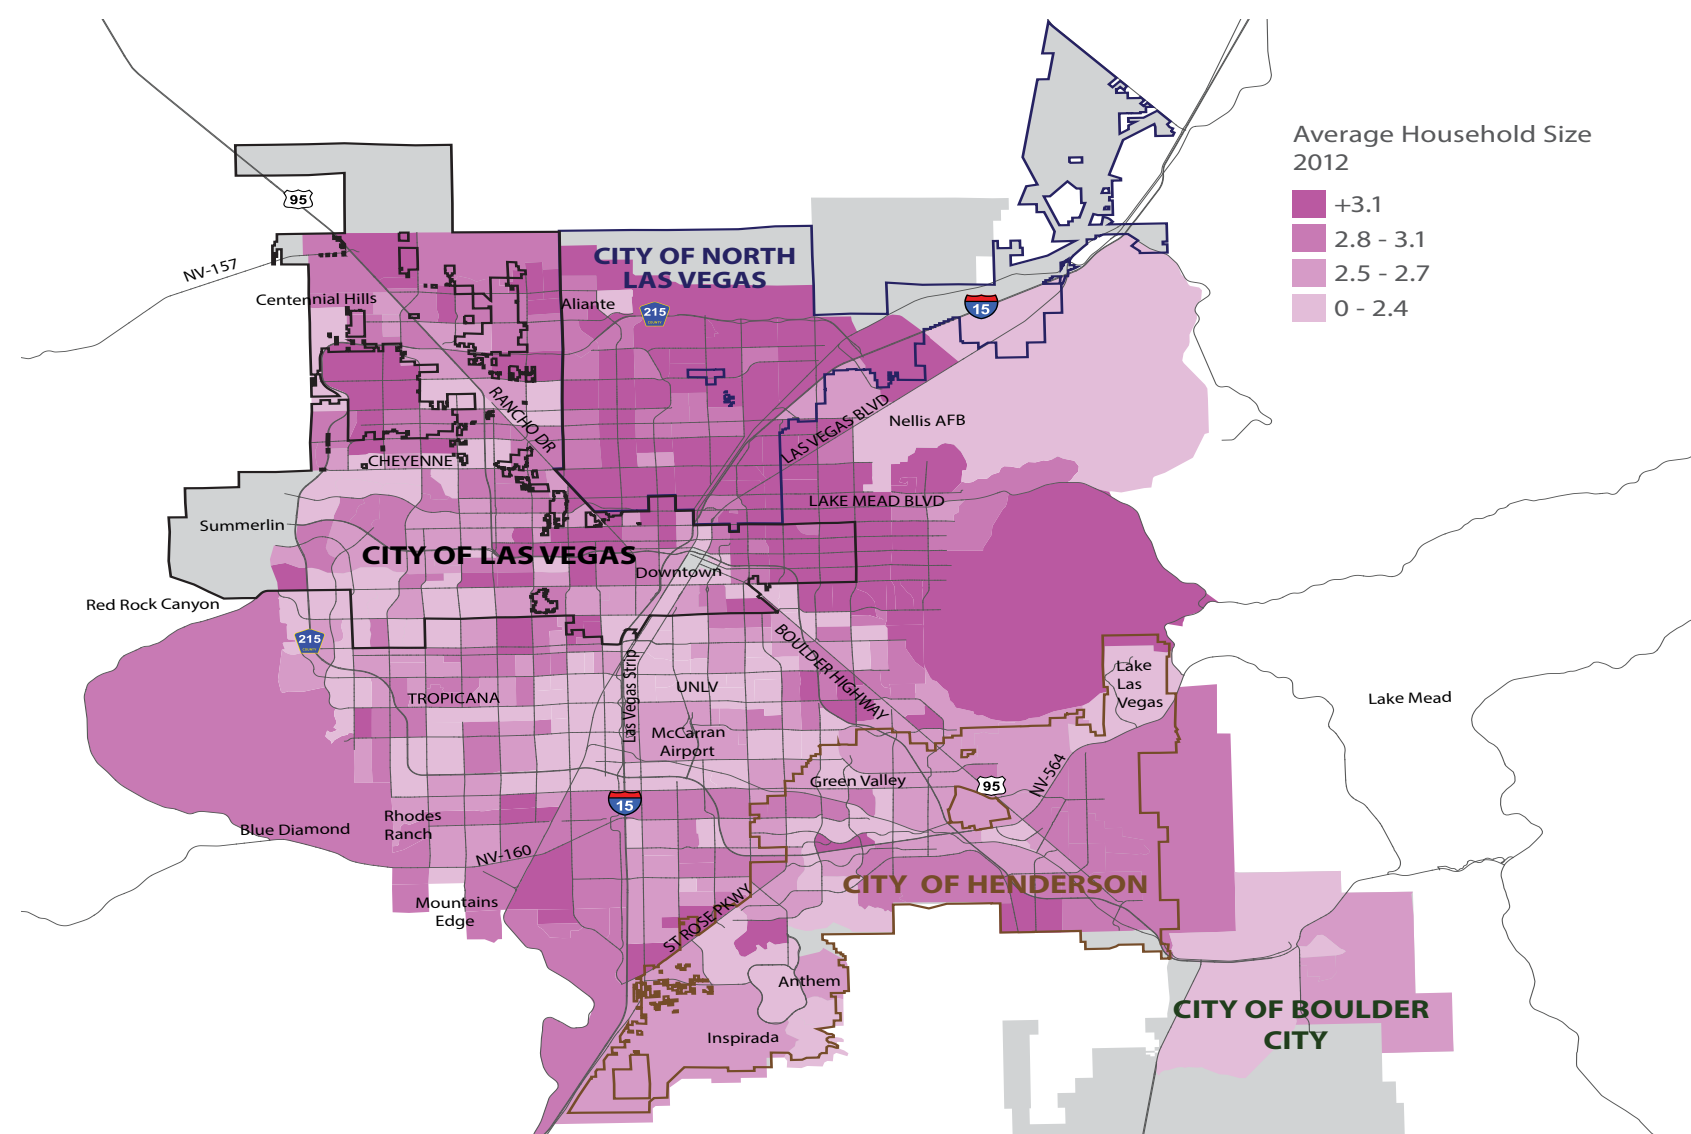 Average Household Size
2012
+3.1
2.8 - 3.1
2.5 - 2.7
0 - 2.4
95
NV-157
CITY OF NORTH
LAS VEGAS
Centennial Hills
Aliante
215
COUNTY
15
RANCHO DR
LAS VEGAS BLVD
Nellis AFB
CHEYENNE
LAKE MEAD BLVD
Summerlin
CITY OF LAS VEGAS
Downtown
Red Rock Canyon
215
COUNTY
BOULDER HIGHWAY
Las Vegas Strip
UNLV
TROPICANA
Lake
Las
Vegas
Lake Mead
McCarran
Airport
Green Valley
NV-564
95
15
Rhodes
Ranch
Blue Diamond
NV-160
CITY OF HENDERSON
ST ROSE PKWY
Mountains
Edge
Anthem
Inspirada
CITY OF BOULDER
CITY